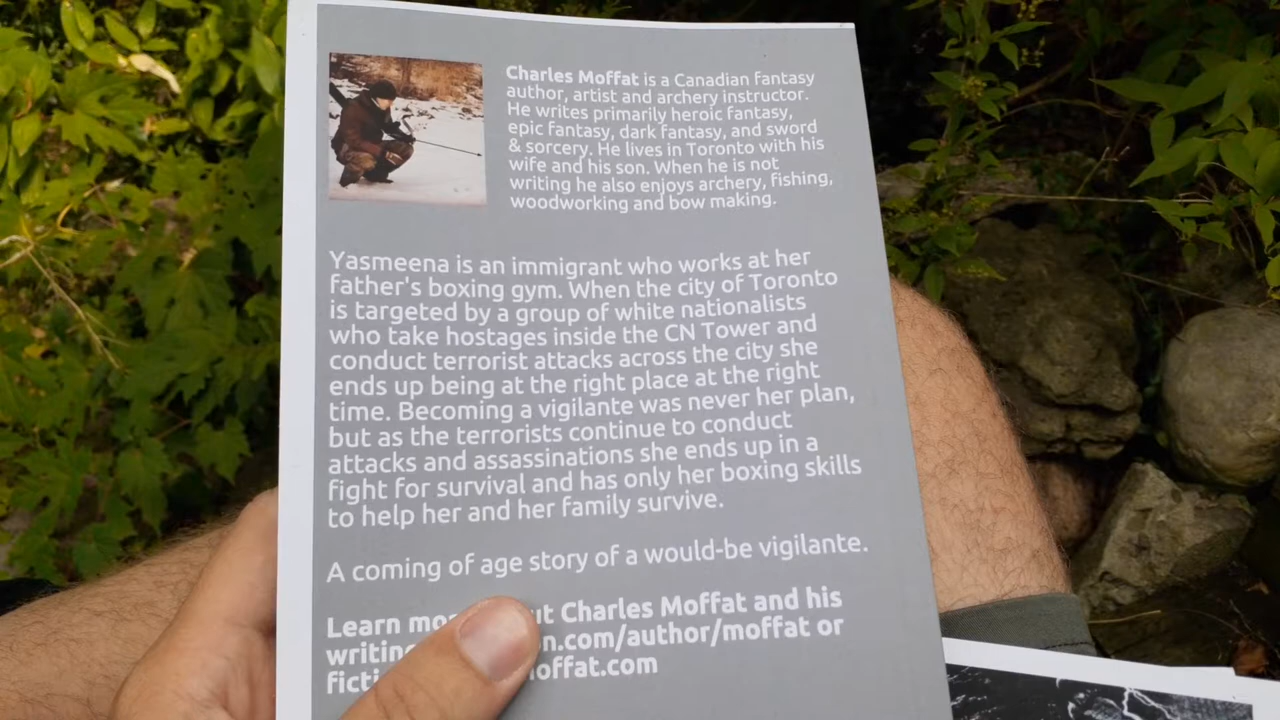 Charles Moffat is a Canadian fantasy
author, artist and archery instructor.
He writes primarily heroic fantasy,
epic fantasy, dark fantasy, and sword
& sorcery. He lives in Toronto with his
wife and his son. When he is not
writing he also enjoys archery, fishing,
woodworking and bow making.
Yasmeena is an immigrant who works at her
father's boxing gym. When the city of Toronto
is targeted by a group of white nationalists
who take hostages inside the CN Tower and
conduct terrorist attacks across the city she
ends up being at the right place at the right
time. Becoming a vigilante was never her plan,
but as the terrorists continue to conduct
attacks and assassinations she ends up in a
fight for survival and has only her boxing skills
to help her and her family survive.
A coming of age story of a would-be vigilante.
Learn Charles Moffat and his
n.com/author/moffat or
offat.com